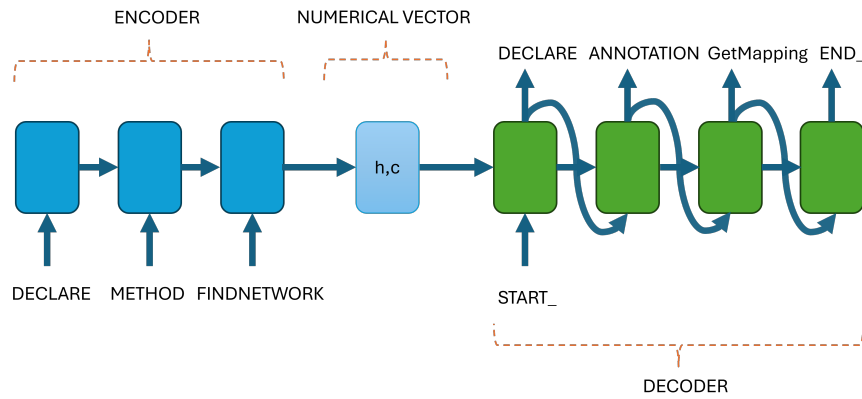 ENCODER
NUMERICAL VECTOR
DECLARE
ANNOTATION
GetMapping
END_
h,c
DECLARE
METHOD
FINDNETWORK
START_
DECODER